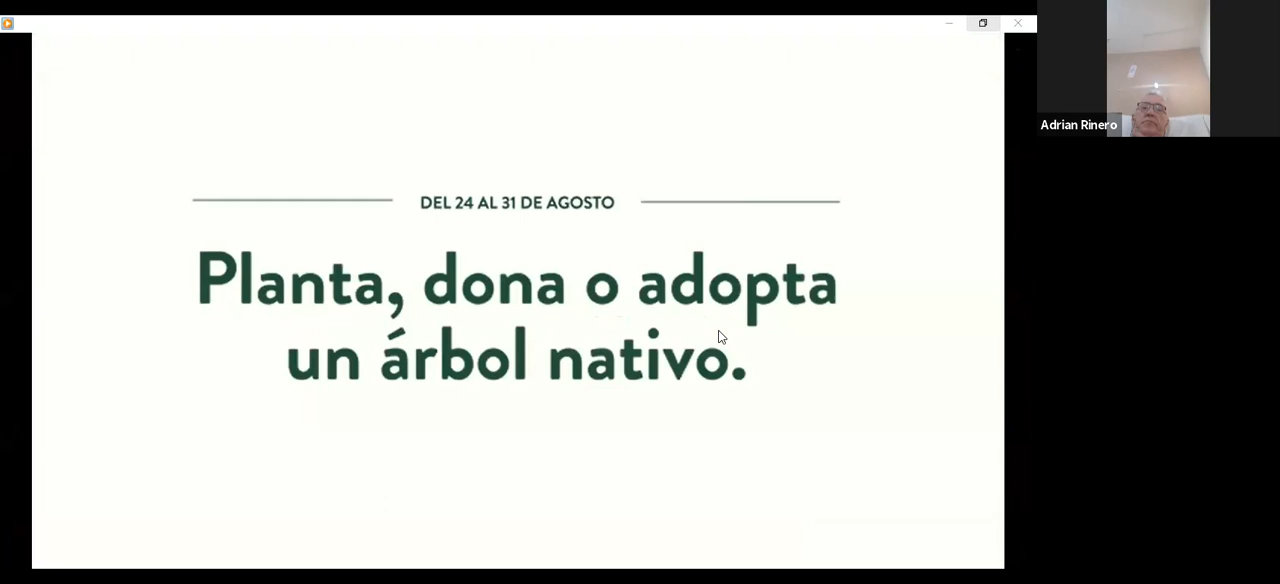 DEL 24 AL 31 DE AGOSTO
Planta, dona o adopta
un árbol nativo.
Adrian Rinero